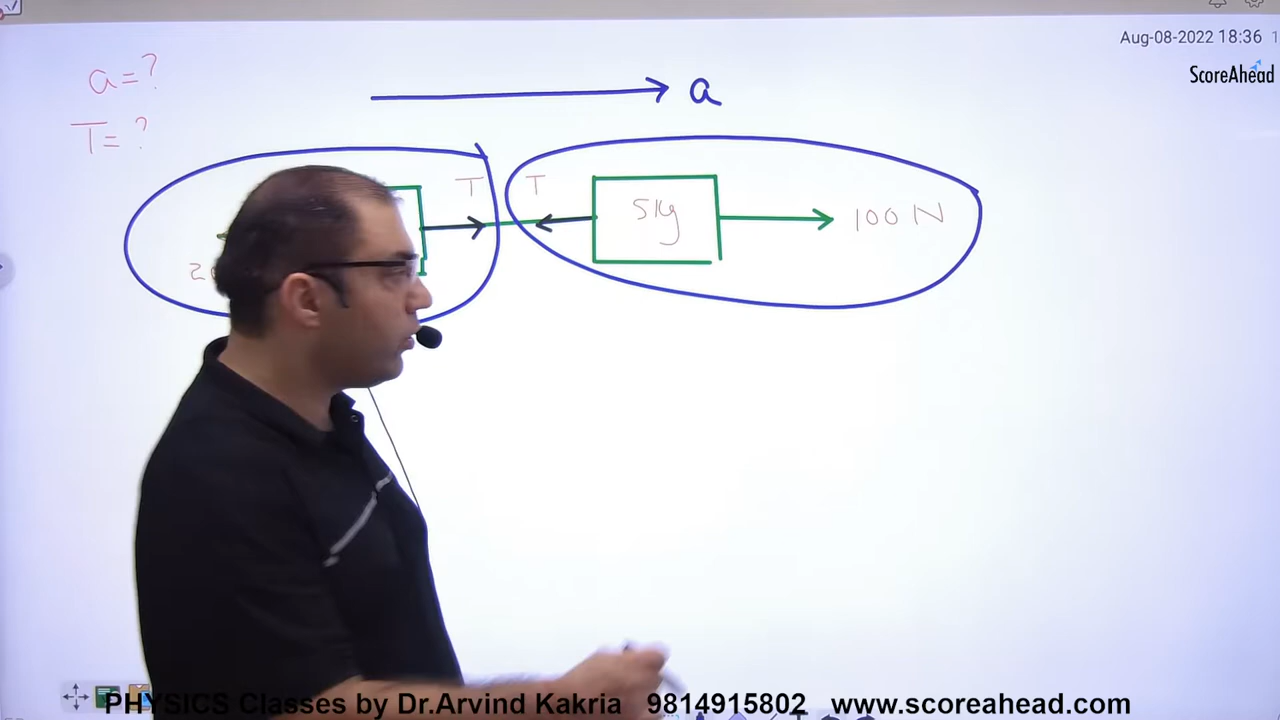 Aug-08-2022 18:36
ScoreAhead
a = ?
a
T = ?
T T
5Kg
100 N
PHYSICS Classes by Dr.Arvind Kakria 9814915802 www.scoreahead.com